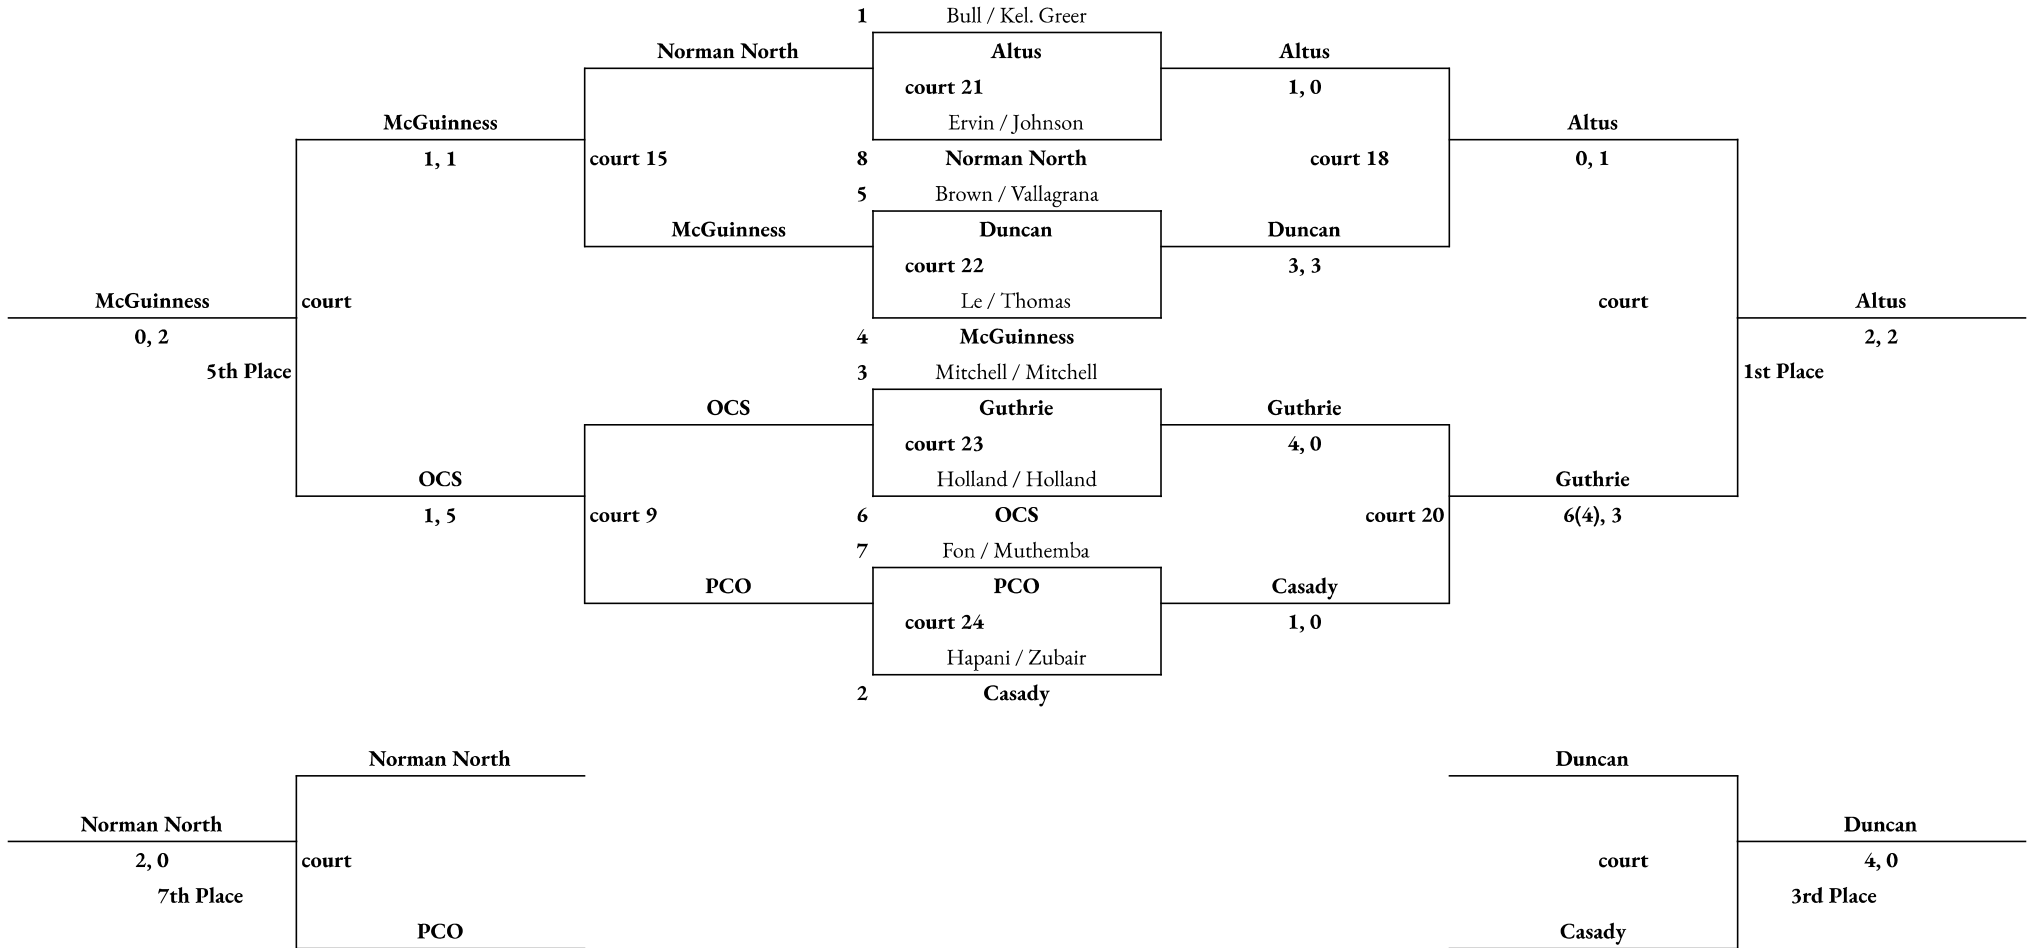 1 Bull / Kel. Greer
Norman North Altus Altus
court 21 1, 0
McGuinness Ervin / Johnson Altus
1, 1 court 15 8 Norman North court 18 0, 1
5 Brown / Vallagrana
McGuinness Duncan Duncan
court 22 3, 3
McGuinness court Le / Thomas court Altus
0, 2 4 McGuinness 2, 2
5th Place 3 Mitchell / Mitchell 1st Place
OCS Guthrie Guthrie
court 23 4, 0
OCS Holland / Holland Guthrie
1, 5 court 9 6 OCS court 20 6(4), 3
7 Fon / Muthemba
PCO PCO Casady
court 24 1, 0
Hapani / Zubair
2 Casady
Norman North Duncan
Norman North Duncan
2, 0 court court 4, 0
7th Place 3rd Place
PCO Casady